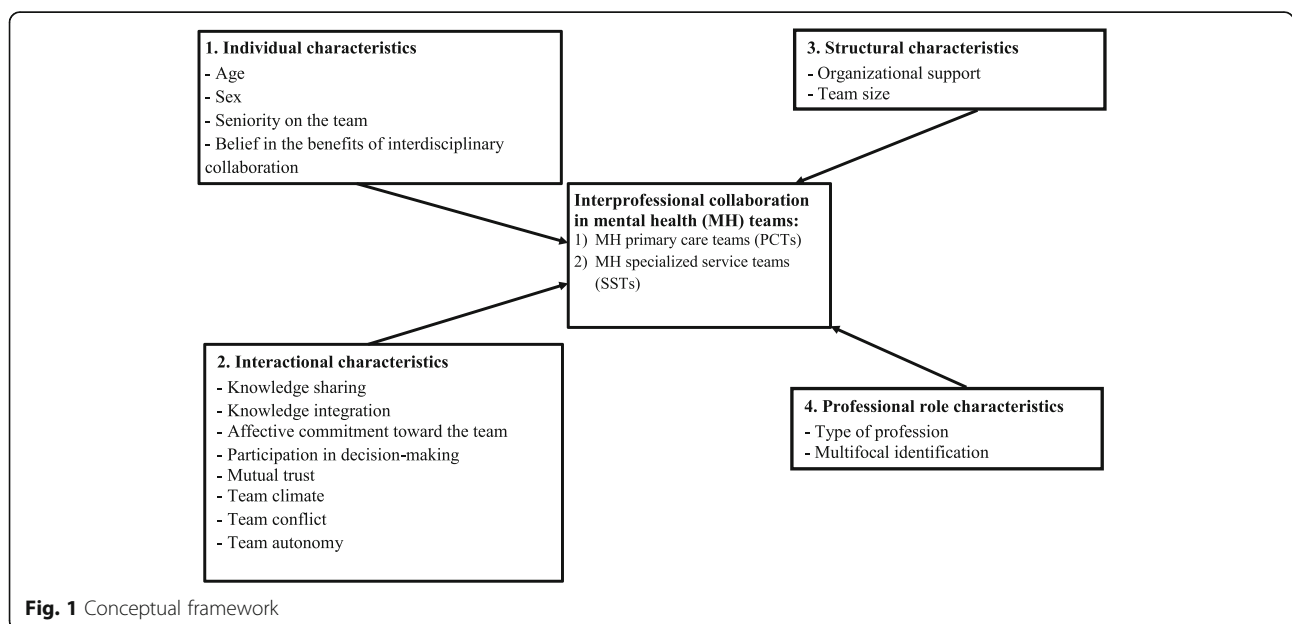 1. Individual characteristics
- Age
- Sex
- Seniority on the team
- Belief in the benefits of interdisciplinary
collaboration
3. Structural characteristics
- Organizational support
- Team size
Interprofessional collaboration
in mental health (MH) teams:
1) MH primary care teams (PCTs)
2) MH specialized service teams
(SSTs)
2. Interactional characteristics
- Knowledge sharing
- Knowledge integration
- Affective commitment toward the team
- Participation in decision-making
- Mutual trust
- Team climate
- Team conflict
- Team autonomy
4. Professional role characteristics
- Type of profession
- Multifocal identification
Fig. 1 Conceptual framework